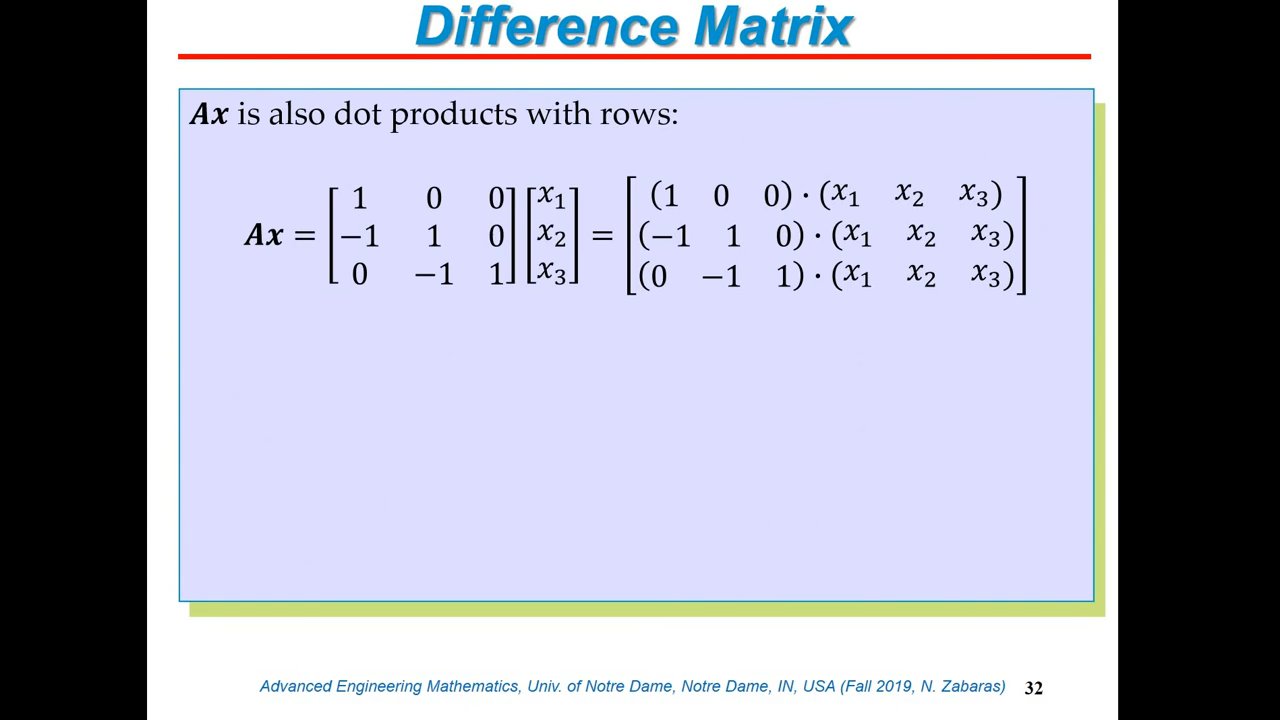 Difference Matrix
𝑨𝒙 is also dot products with rows:
𝑨𝒙 = [1 0 0; −1 1 0; 0 −1 1] [x₁; x₂; x₃] = [(1 0 0) · (x₁ x₂ x₃); (−1 1 0) · (x₁ x₂ x₃); (0 −1 1) · (x₁ x₂ x₃)]
Advanced Engineering Mathematics, Univ. of Notre Dame, Notre Dame, IN, USA (Fall 2019, N. Zabaras) 32